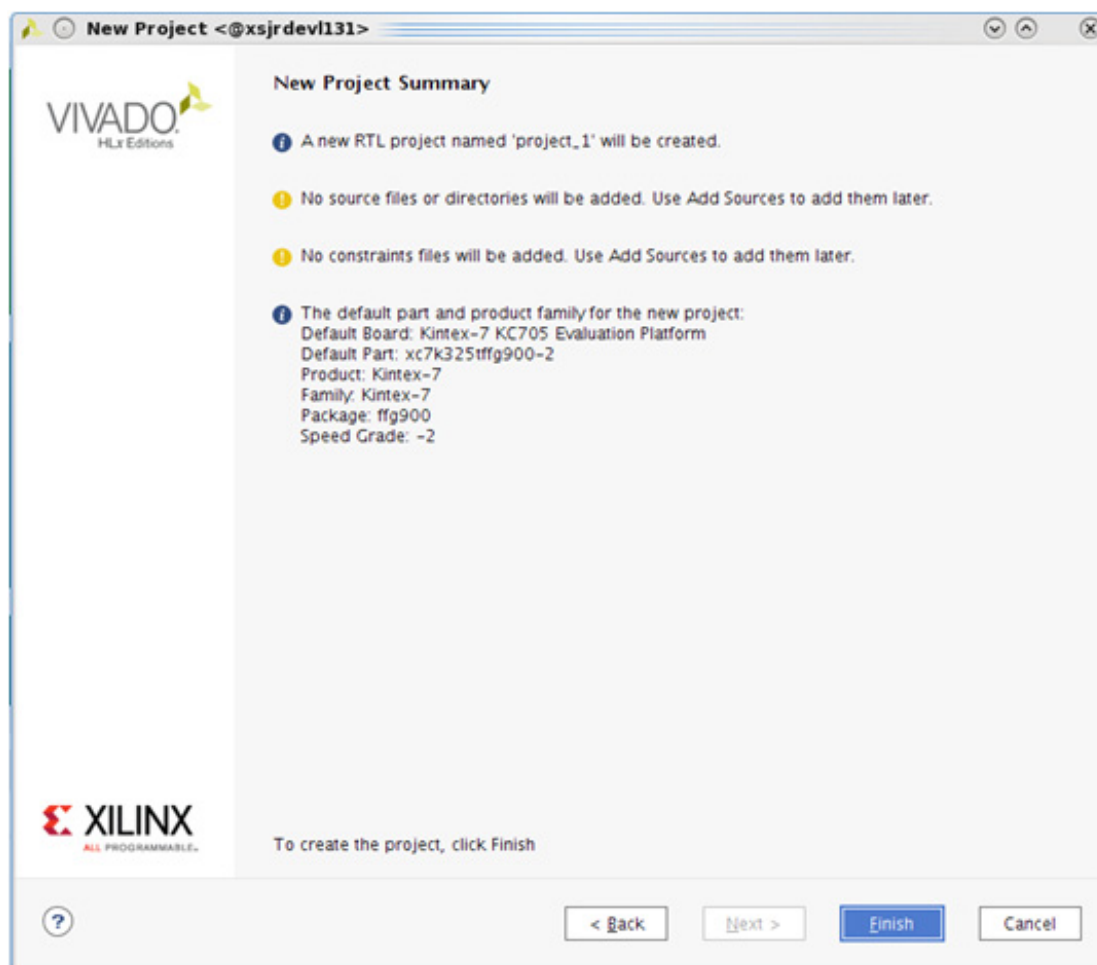 New Project <@xsjrdevl131>
VIVADO.
HLx Editions
New Project Summary
A new RTL project named 'project_1' will be created.
No source files or directories will be added. Use Add Sources to add them later.
No constraints files will be added. Use Add Sources to add them later.
The default part and product family for the new project:
Default Board: Kintex-7 KC705 Evaluation Platform
Default Part: xc7k325tffg900-2
Product: Kintex-7
Family: Kintex-7
Package: ffg900
Speed Grade: -2
XILINX
ALL PROGRAMMABLE.
To create the project, click Finish
?
< Back
Next >
Finish
Cancel